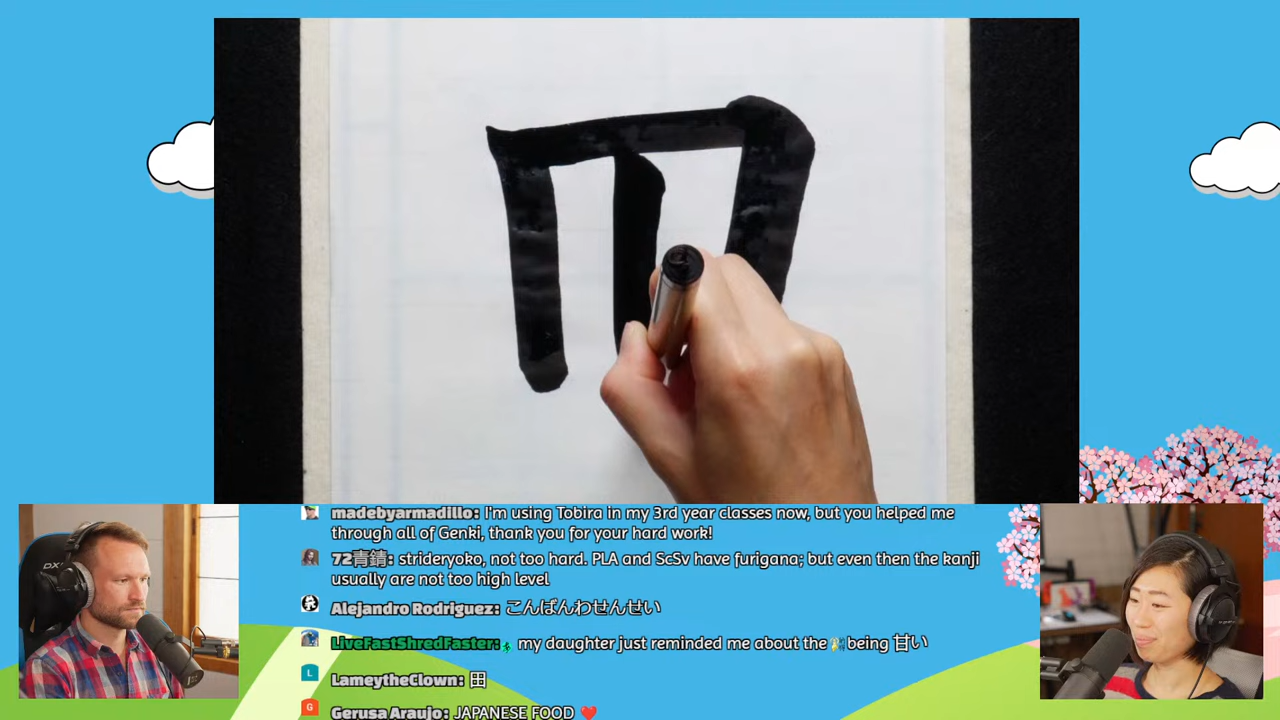 madebyarmadillo: I'm using Tobira in my 3rd year classes now, but you helped me
through all of Genki, thank you for your hard work!
72青錆: strideryoko, not too hard. PLA and ScSv have furigana; but even then the kanji
usually are not too high level
Alejandro Rodriguez: こんばんわせんせい
LiveFastShredFaster: my daughter just reminded me about the being 甘い
LameytheClown: 田
Gerusa Araujo: JAPANESE FOOD
DX
L
G